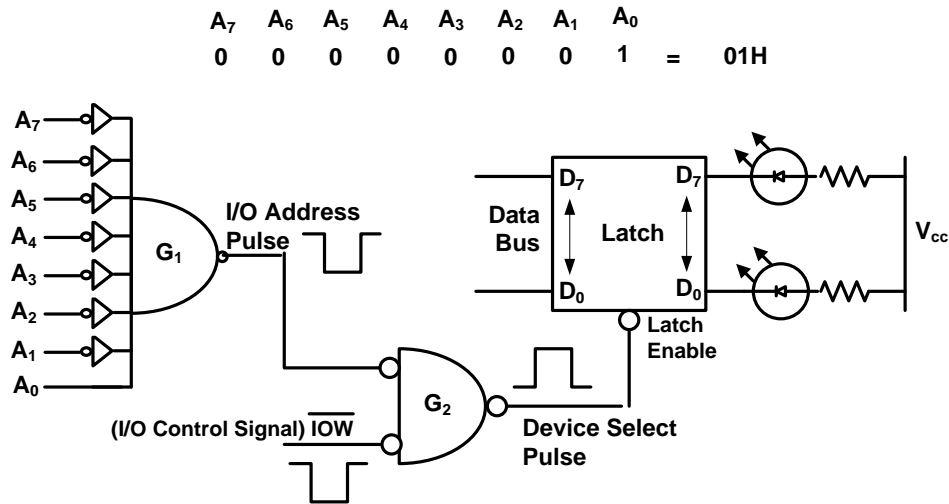 A₇ A₆ A₅ A₄ A₃ A₂ A₁ A₀
0 0 0 0 0 0 0 1 = 01H
A₇
A₆
A₅
A₄
A₃
A₂
A₁
A₀
G₁
I/O Address
Pulse
(I/O Control Signal) I̅O̅W̅
G₂
Device Select
Pulse
Data
Bus
D₇ D₇
Latch
D₀ D₀
Latch
Enable
Vcc